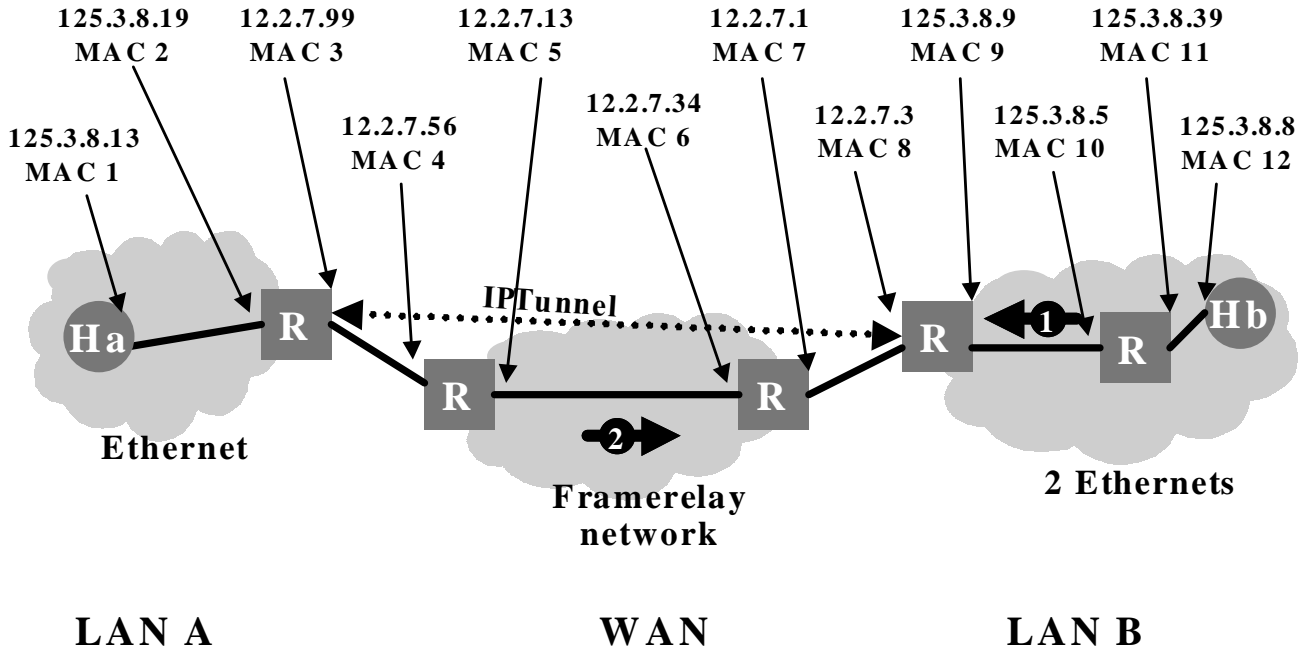 125.3.8.19
MAC 2
12.2.7.99
MAC 3
12.2.7.13
MAC 5
12.2.7.1
MAC 7
125.3.8.9
MAC 9
125.3.8.39
MAC 11
125.3.8.13
MAC 1
12.2.7.56
MAC 4
12.2.7.34
MAC 6
12.2.7.3
MAC 8
125.3.8.5
MAC 10
125.3.8.8
MAC 12
Ha
R
IPTunnel
R
1
R
Hb
R
R
2
Ethernet
Framerelay
network
2 Ethernets
LAN A
WAN
LAN B